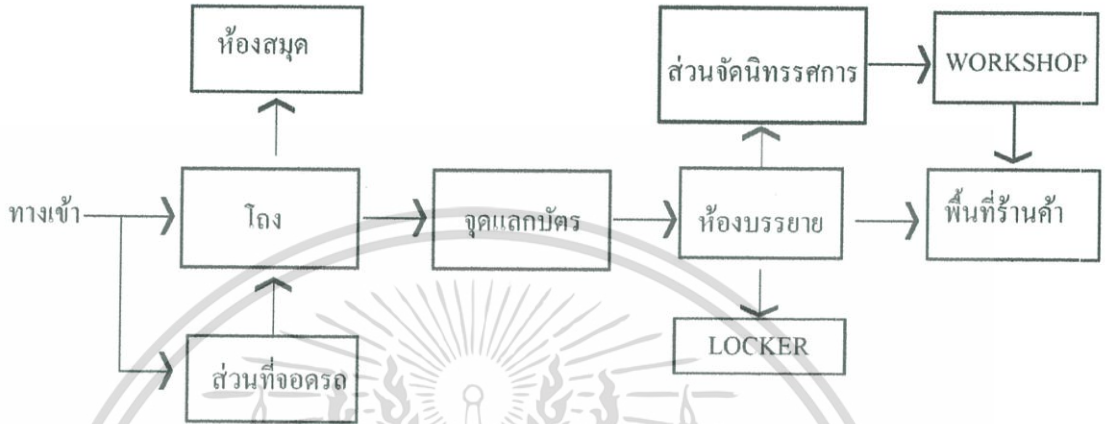 ห้องสมุด
ส่วนจัดนิทรรศการ
WORKSHOP
ทางเข้า
โถง
จุดแลกบัตร
ห้องบรรยาย
พื้นที่ร้านค้า
ส่วนที่จอดรถ
LOCKER